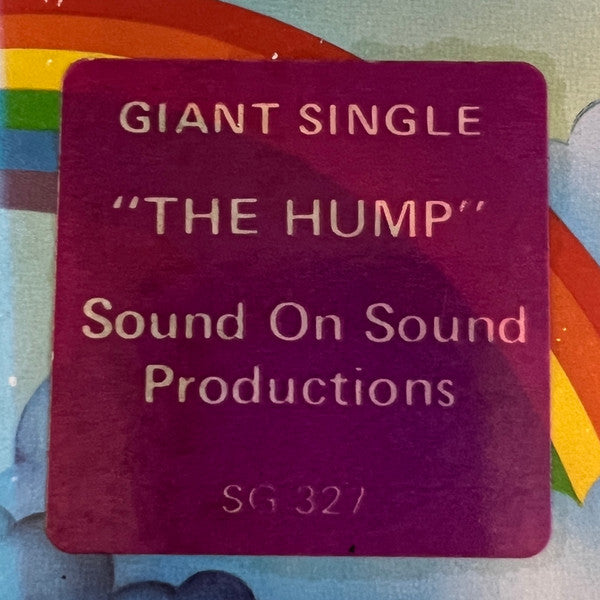 GIANT SINGLE
"THE HUMP"
Sound On Sound
Productions
SG 327